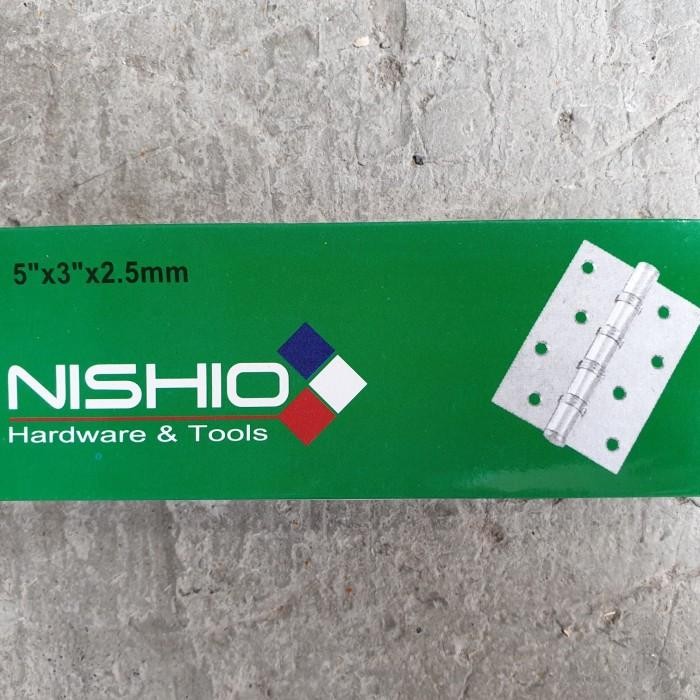 5"x3"x2.5mm
NISHIO
Hardware & Tools